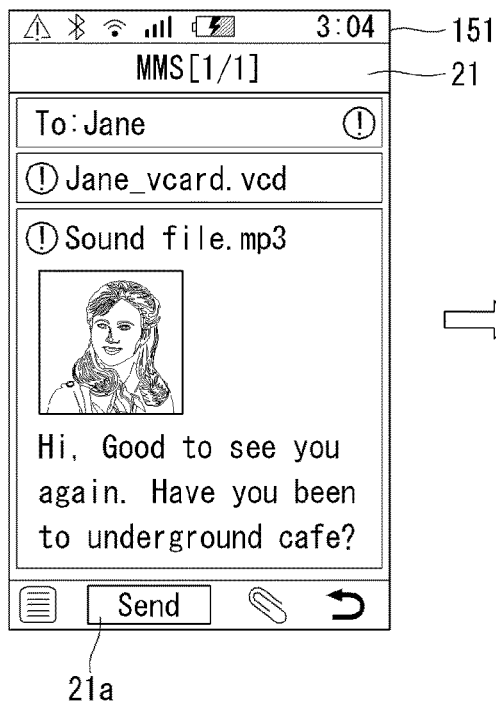 3:04
151
MMS[1/1]
21
To:Jane
Jane_vcard.vcd
Sound file.mp3
Hi, Good to see you
again. Have you been
to underground cafe?
Send
21a